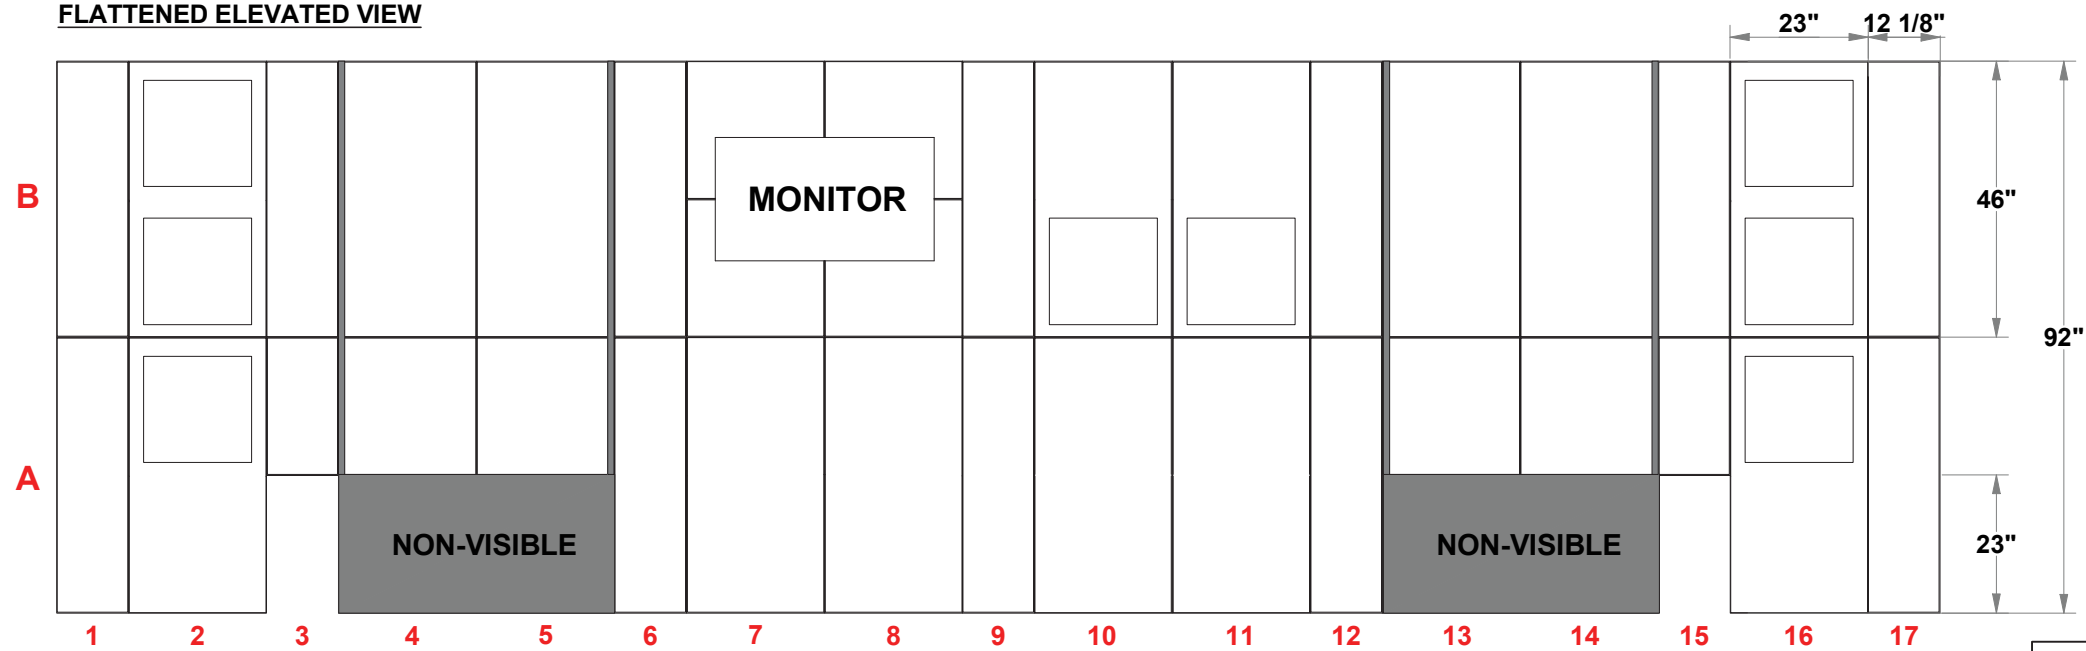 FLATTENED ELEVATED VIEW
23" 12 1/8"
B
MONITOR
46"
92"
A
NON-VISIBLE
NON-VISIBLE
23"
1 2 3 4 5 6 7 8 9 10 11 12 13 14 15 16 17